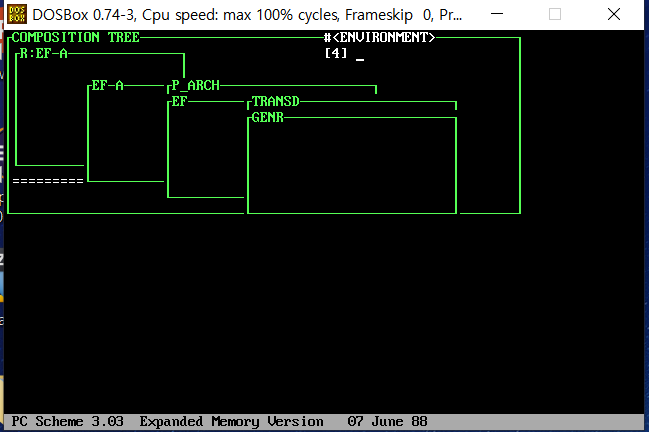 DOSBox 0.74-3, Cpu speed: max 100% cycles, Frameskip 0, Pr...
COMPOSITION TREE #<ENVIRONMENT>
R:EF-A [4] _
EF-A P_ARCH
EF TRANSD
GENR
=========
PC Scheme 3.03 Expanded Memory Version 07 June 88